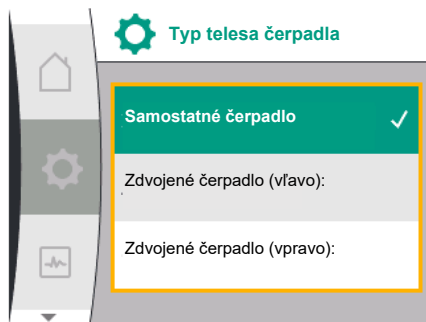 Typ telesa čerpadla
Samostatné čerpadlo
Zdvojené čerpadlo (vľavo):
Zdvojené čerpadlo (vpravo):